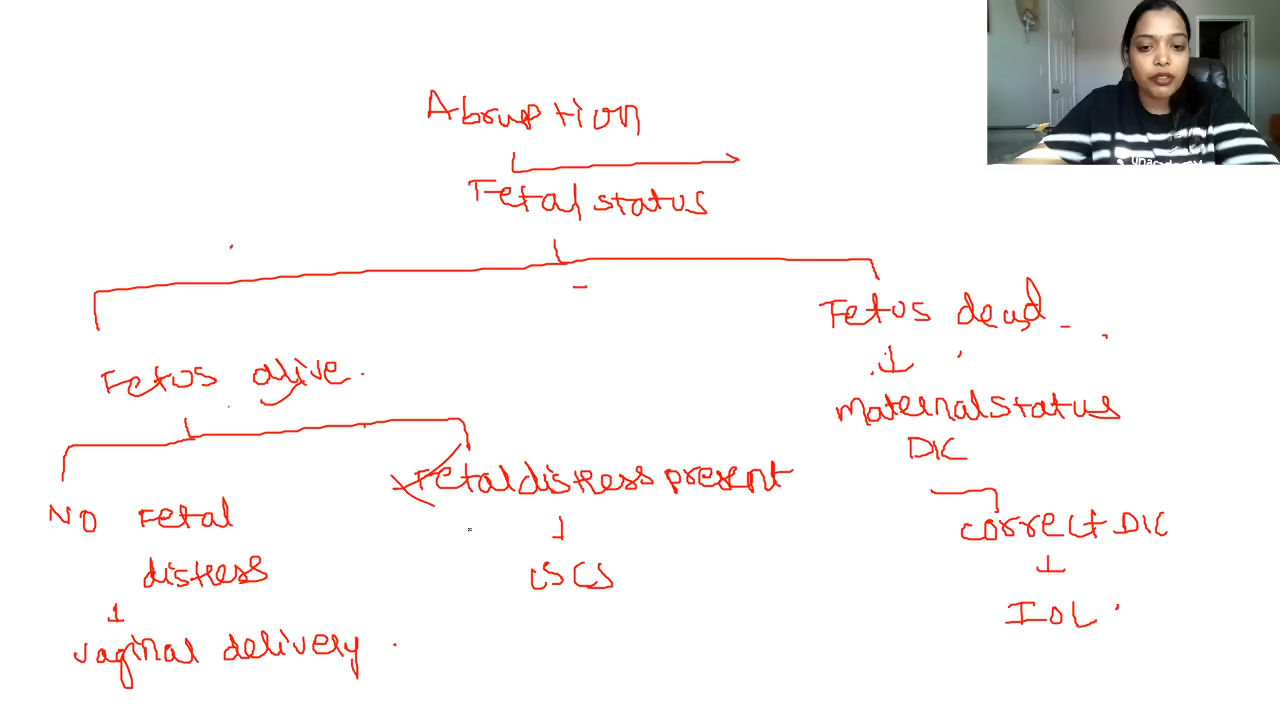 Abruption
Fetal status
Fetus alive
Fetus dead
maternal status
DIC
NO Fetal
distress
Fetal distress present
correct DIC
LSCS
IOL
vaginal delivery